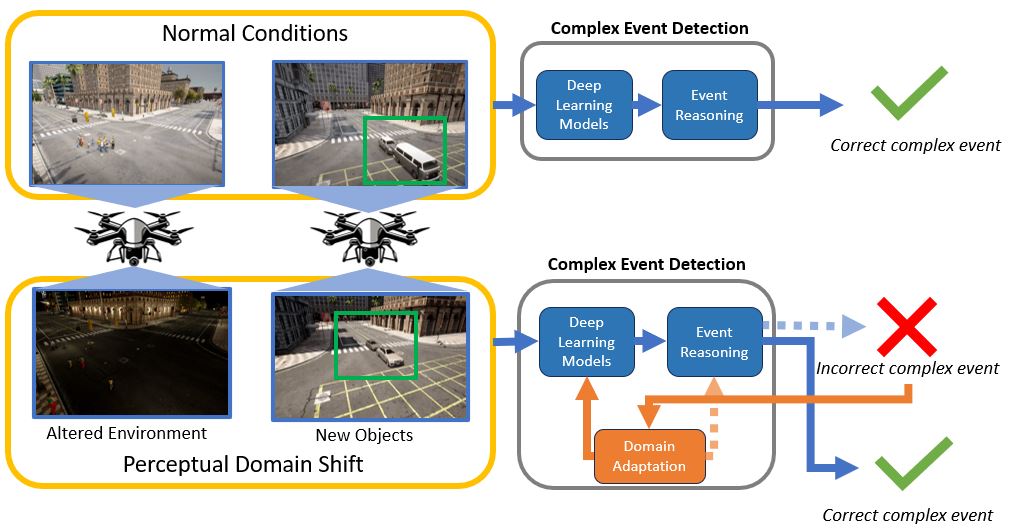 Normal Conditions
Complex Event Detection
Deep
Learning
Models
Event
Reasoning
Correct complex event
Complex Event Detection
Deep
Learning
Models
Event
Reasoning
Incorrect complex event
Domain
Adaptation
Altered Environment
New Objects
Perceptual Domain Shift
Correct complex event